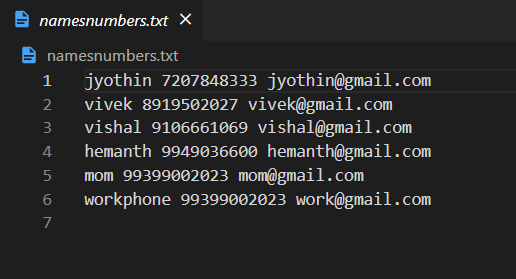 namesnumbers.txt
namesnumbers.txt
1 jyothin 7207848333 jyothin@gmail.com
2 vivek 8919502027 vivek@gmail.com
3 vishal 9106661069 vishal@gmail.com
4 hemanth 9949036600 hemanth@gmail.com
5 mom 99399002023 mom@gmail.com
6 workphone 99399002023 work@gmail.com
7